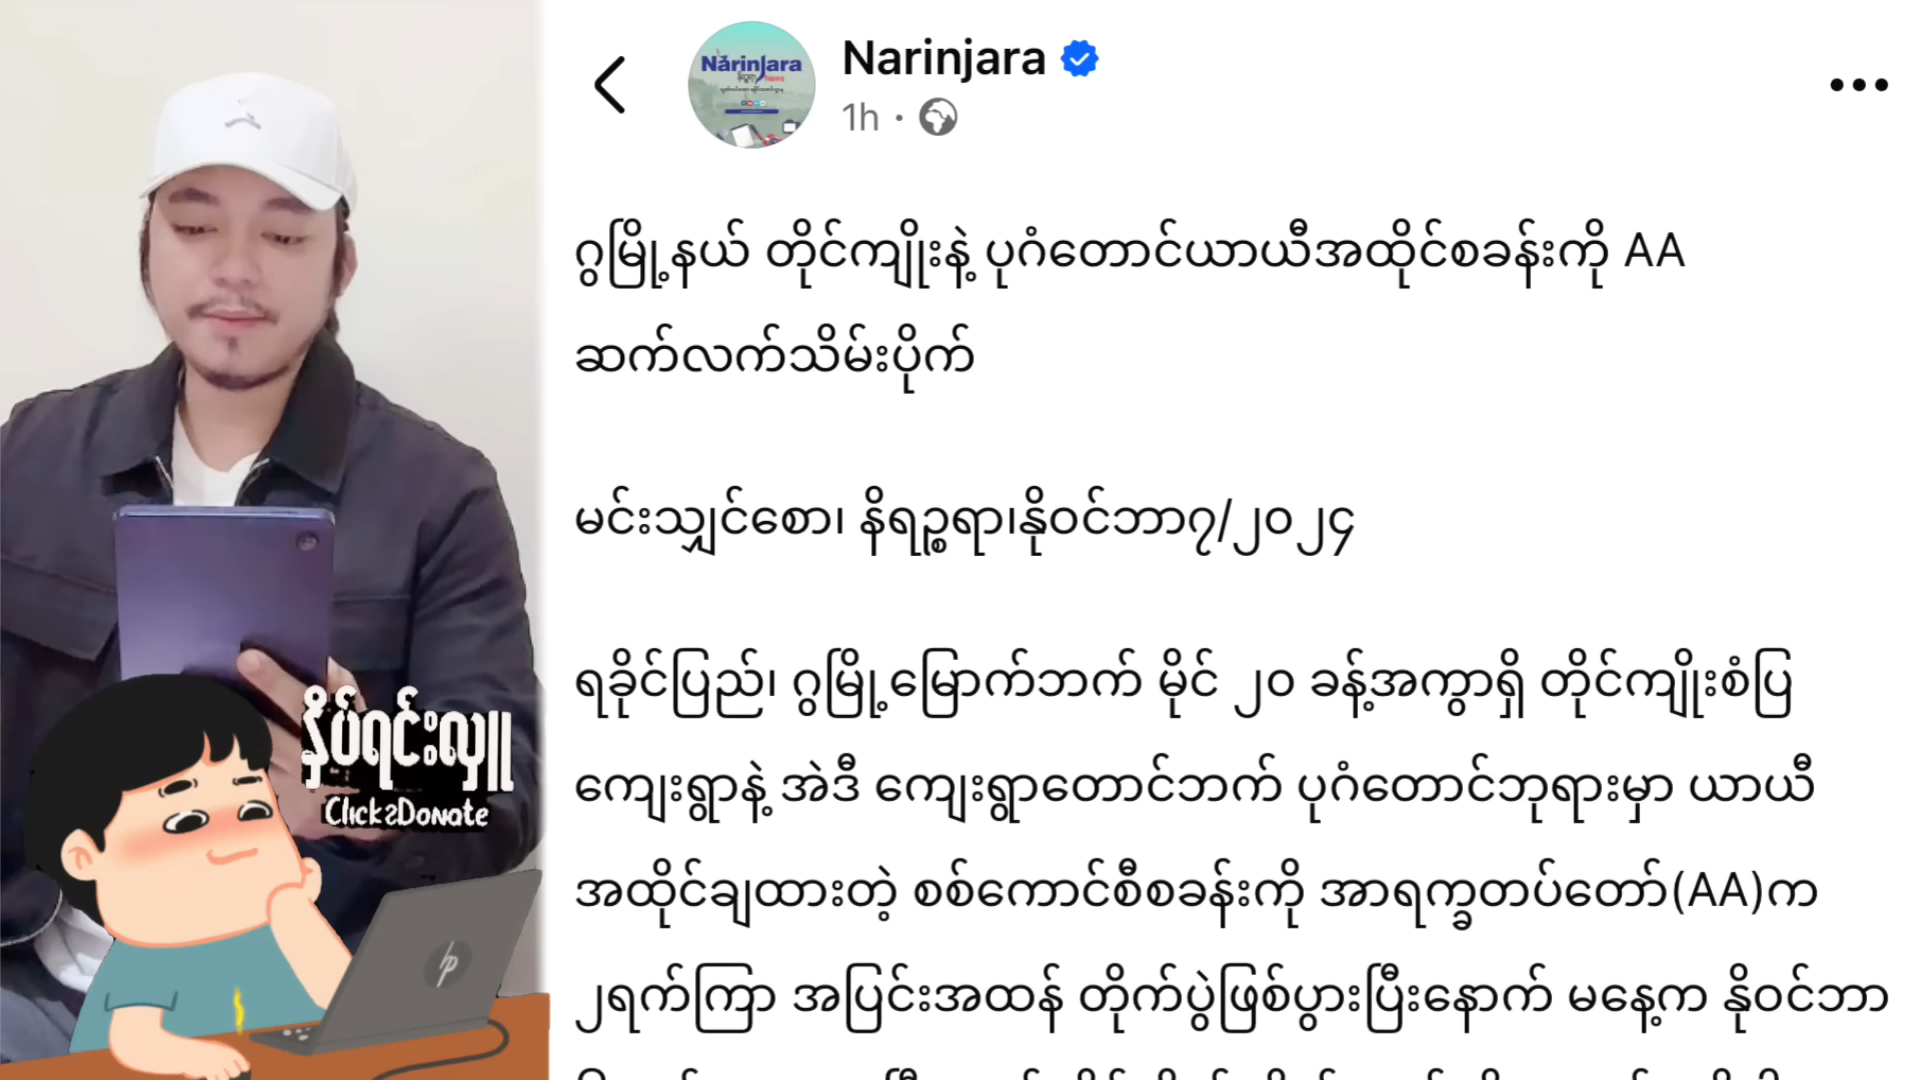 Narinjara
1h
Narinjara
News
ဂွမြို့နယ် တိုင်ကျိုးနဲ့ ပုဂံတောင်ယာယီအထိုင်စခန်းကို AA
ဆက်လက်သိမ်းပိုက်
မင်းသျှင်စော၊ နိရဉ္စရာ၊နိုဝင်ဘာ၇/၂၀၂၄
ရခိုင်ပြည်၊ ဂွမြို့မြောက်ဘက် မိုင် ၂၀ ခန့်အကွာရှိ တိုင်ကျိုးစံပြ
ကျေးရွာနဲ့ အဲဒီ ကျေးရွာတောင်ဘက် ပုဂံတောင်ဘုရားမှာ ယာယီ
အထိုင်ချထားတဲ့ စစ်ကောင်စီစခန်းကို အာရက္ခတပ်တော်(AA)က
၂ရက်ကြာ အပြင်းအထန် တိုက်ပွဲဖြစ်ပွားပြီးနောက် မနေ့က နိုဝင်ဘာ
နှိပ်ရင်းလှူ
Click2Donate
hp